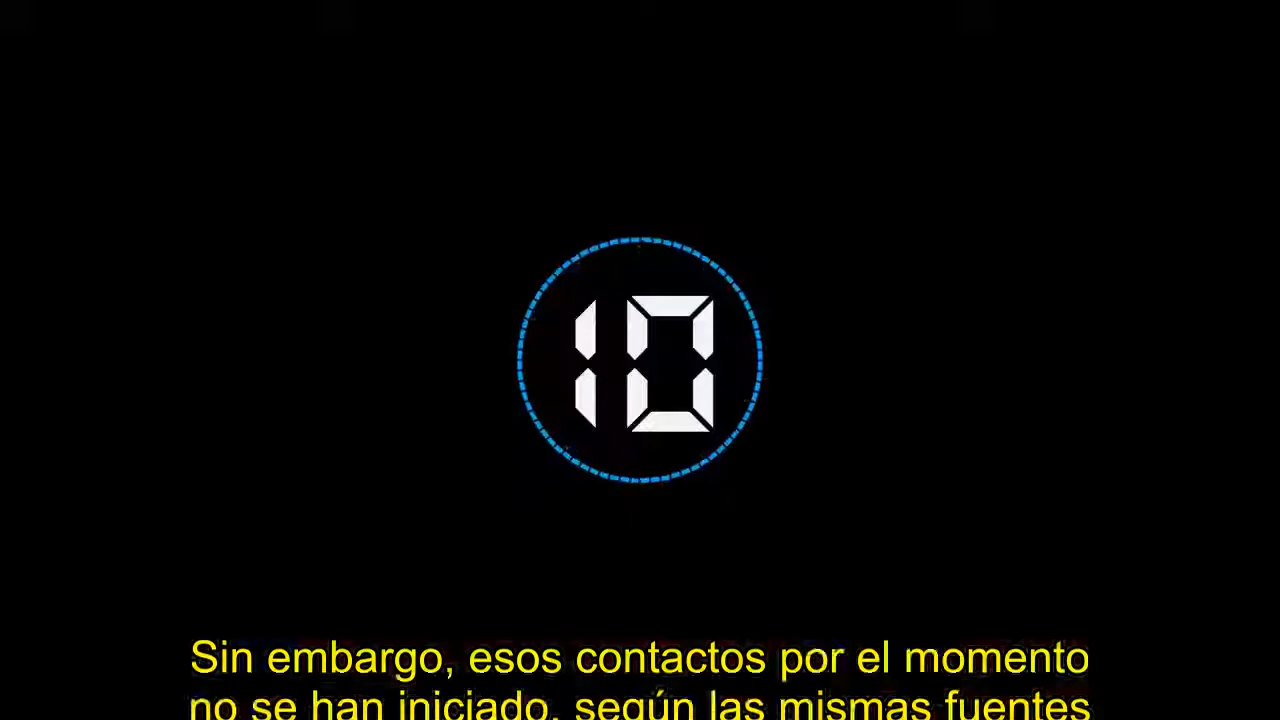 10
Sin embargo, esos contactos por el momento
no se han iniciado, según las mismas fuentes